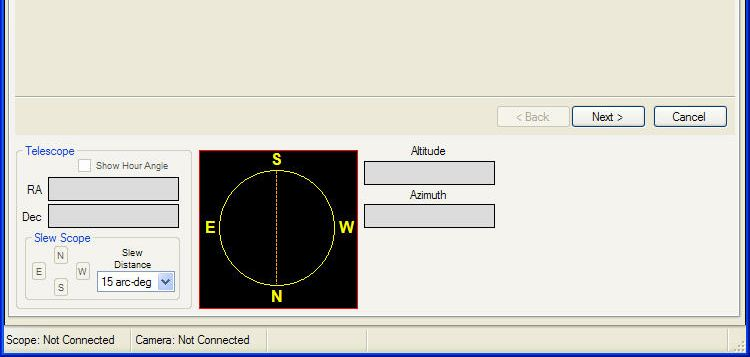 < Back Next > Cancel
Telescope
Show Hour Angle
RA
Dec
Slew Scope
N
E W
S
Slew
Distance
15 arc-deg
S
E W
N
Altitude
Azimuth
Scope: Not Connected Camera: Not Connected